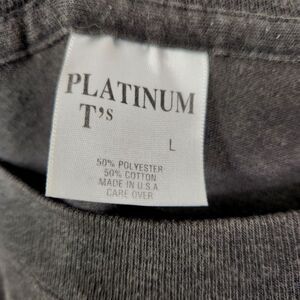 PLATINUM
T's
L
50% POLYESTER
50% COTTON
MADE IN U.S.A.
CARE OVER